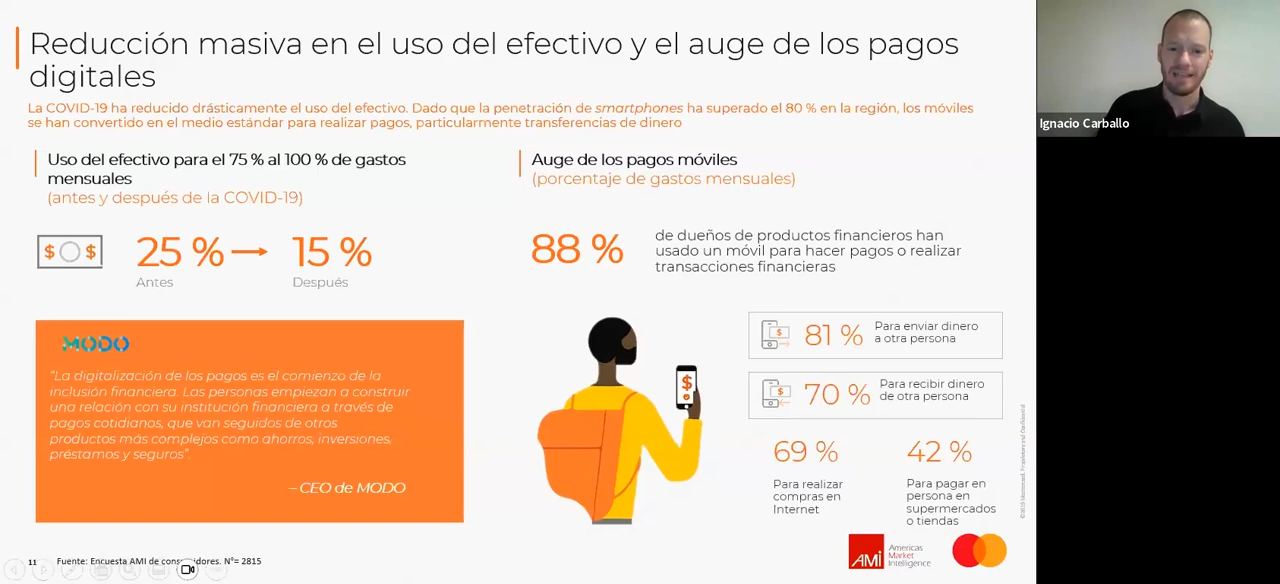 Reducción masiva en el uso del efectivo y el auge de los pagos
digitales
La COVID-19 ha reducido drásticamente el uso del efectivo. Dado que la penetración de smartphones ha superado el 80 % en la región, los móviles
se han convertido en el medio estándar para realizar pagos, particularmente transferencias de dinero
Uso del efectivo para el 75 % al 100 % de gastos
mensuales
(antes y después de la COVID-19)
$ $
25 % 15 %
Antes Después
MODO
“La digitalización de los pagos es el comienzo de la
inclusión financiera. Las personas empiezan a construir
una relación con su institución financiera a través de
pagos cotidianos, que van seguidos de otros
productos más complejos como ahorros, inversiones,
préstamos y seguros”.
– CEO de MODO
Auge de los pagos móviles
(porcentaje de gastos mensuales)
88 %
de dueños de productos financieros han
usado un móvil para hacer pagos o realizar
transacciones financieras
$
$
81 %
Para enviar dinero
a otra persona
$
70 %
Para recibir dinero
de otra persona
69 %
Para realizar
compras en
Internet
42 %
Para pagar en
persona en
supermercados
o tiendas
11 Fuente: Encuesta AMI de consumidores. N°= 2815
AMI
Americas
Market
Intelligence
Ignacio Carballo